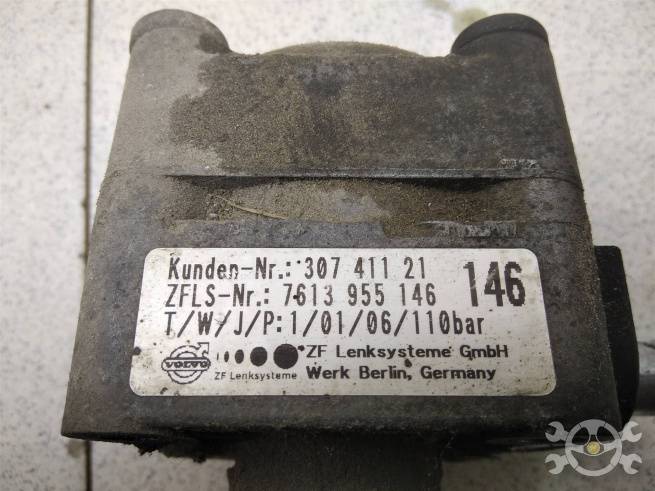 Kunden-Nr.: 307 411 21
146
ZFLS-Nr.: 7613 955 146
T/W/J/P:1/01/06/110bar
VOLVO
ZF Lenksysteme
ZF Lenksysteme GmbH
Werk Berlin, Germany